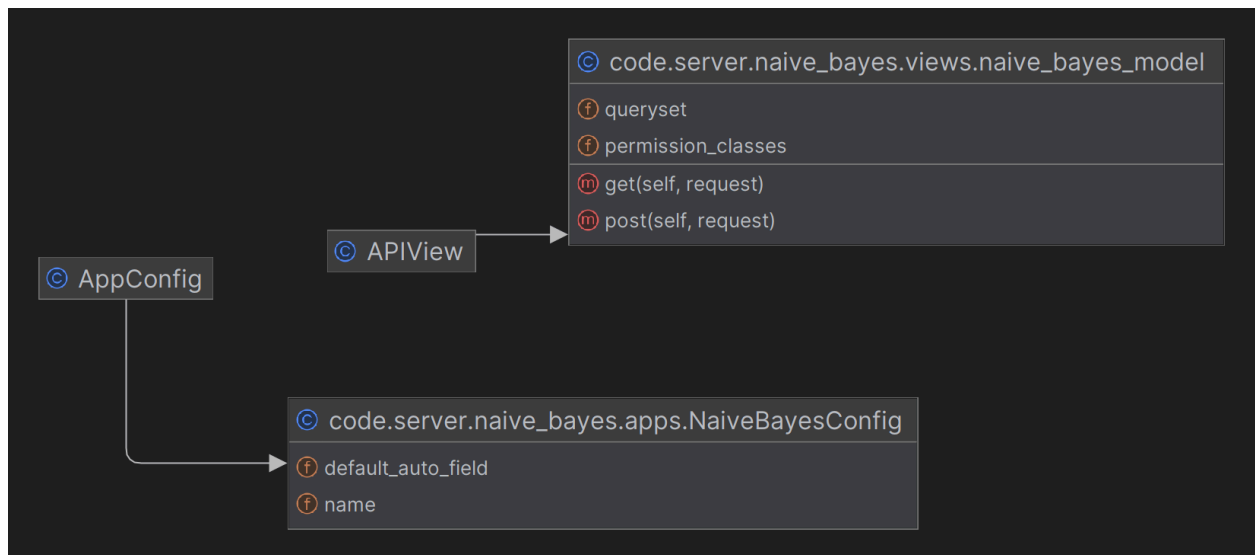 code.server.naive_bayes.views.naive_bayes_model
queryset
permission_classes
get(self, request)
post(self, request)
APIView
AppConfig
code.server.naive_bayes.apps.NaiveBayesConfig
default_auto_field
name